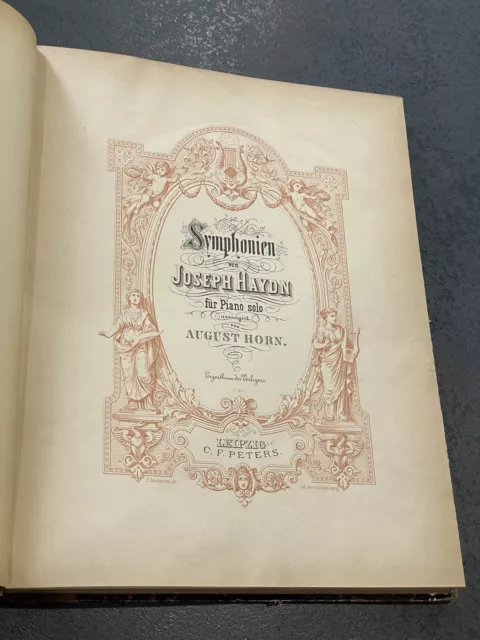 Symphonien
von
JOSEPH HAYDN
für Piano solo
arrangirt
von
AUGUST HORN.
Eigenthum des Verlegers
LEIPZIG
C. F. PETERS.